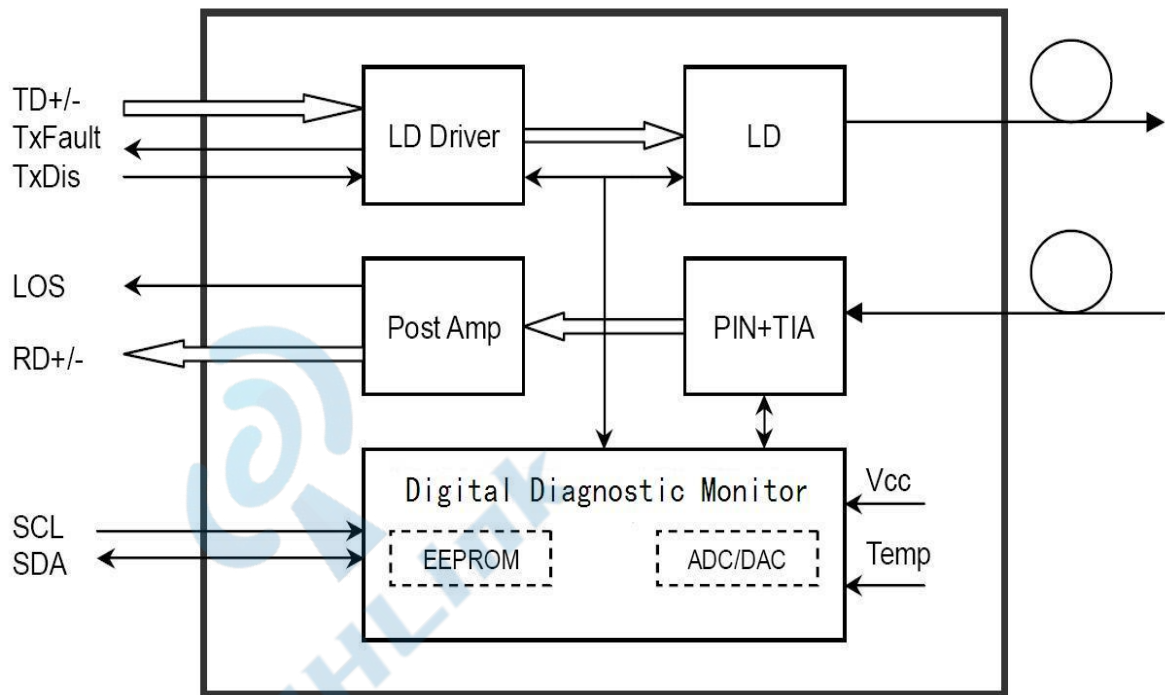 TD+/-
TxFault
TxDis
LD Driver
LD
LOS
RD+/-
Post Amp
PIN+TIA
Digital Diagnostic Monitor
EEPROM
ADC/DAC
Vcc
Temp
SCL
SDA